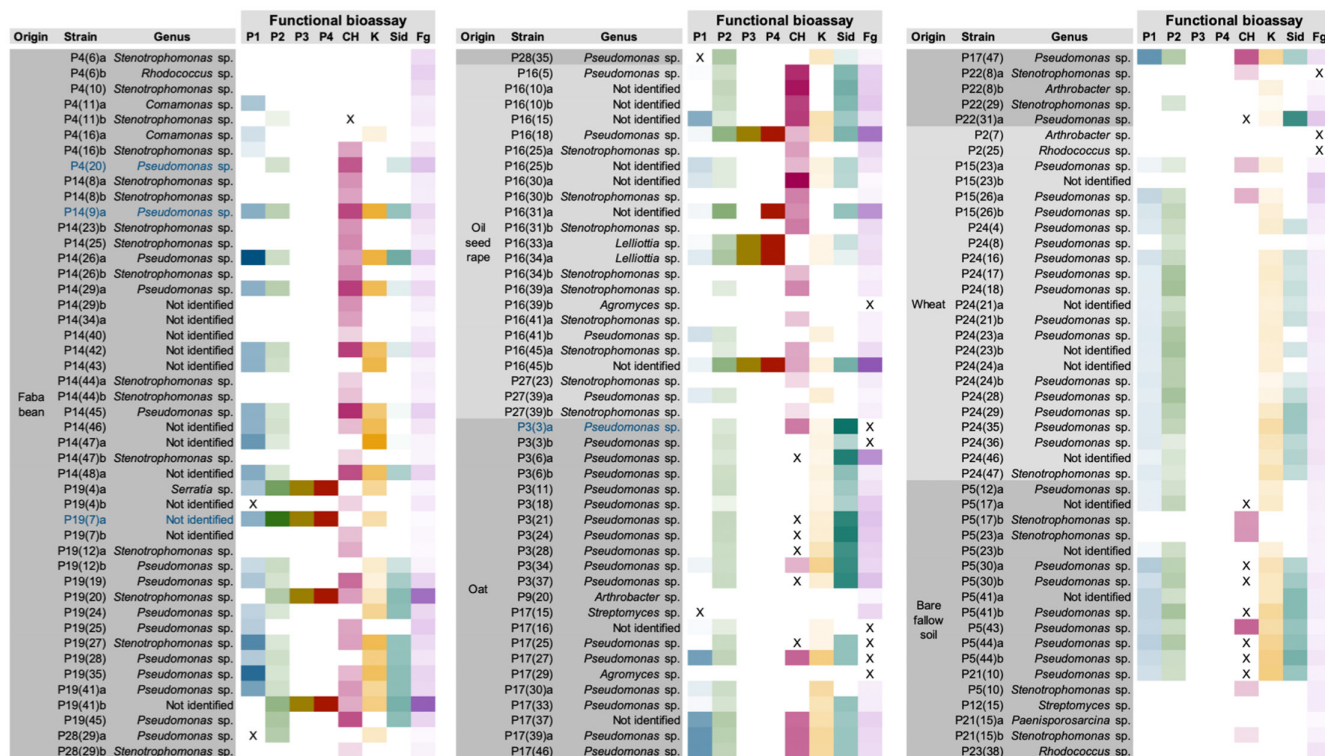 Functional bioassay
Origin Strain Genus P1 P2 P3 P4 CH K Sid Fg
P4(6)a Stenotrophomonas sp.
P4(6)b Rhodococcus sp.
P4(10) Stenotrophomonas sp.
P4(11)a Comamonas sp.
P4(11)b Stenotrophomonas sp. X
P4(16)a Comamonas sp.
P4(16)b Stenotrophomonas sp.
P4(20) Pseudomonas sp.
P14(8)a Stenotrophomonas sp.
P14(8)b Stenotrophomonas sp.
P14(9)a Pseudomonas sp.
P14(23)b Stenotrophomonas sp.
P14(25) Stenotrophomonas sp.
P14(26)a Pseudomonas sp.
P14(26)b Stenotrophomonas sp.
P14(29)a Pseudomonas sp.
P14(29)b Not identified
P14(34)a Not identified
P14(40) Not identified
P14(42) Not identified
P14(43) Not identified
P14(44)a Stenotrophomonas sp.
Faba P14(44)b Stenotrophomonas sp.
bean P14(45) Pseudomonas sp.
P14(46) Not identified
P14(47)a Not identified
P14(47)b Stenotrophomonas sp.
P14(48)a Not identified
P19(4)a Serratia sp.
P19(4)b Not identified X
P19(7)a Not identified
P19(7)b Not identified
P19(12)a Stenotrophomonas sp.
P19(12)b Pseudomonas sp.
P19(19) Pseudomonas sp.
P19(20) Stenotrophomonas sp.
P19(24) Pseudomonas sp.
P19(25) Pseudomonas sp.
P19(27) Stenotrophomonas sp.
P19(28) Pseudomonas sp.
P19(35) Pseudomonas sp.
P19(41)a Pseudomonas sp.
P19(41)b Not identified
P19(45) Pseudomonas sp.
P28(29)a Pseudomonas sp. X
P28(29)b Stenotrophomonas sp.
Functional bioassay
Origin Strain Genus P1 P2 P3 P4 CH K Sid Fg
P28(35) Pseudomonas sp. X
P16(5) Pseudomonas sp.
P16(10)a Not identified
P16(10)b Not identified
P16(15) Not identified
P16(18) Pseudomonas sp.
P16(25)a Stenotrophomonas sp.
P16(25)b Not identified
P16(30)a Not identified
P16(30)b Stenotrophomonas sp.
P16(31)a Not identified
Oil P16(31)b Stenotrophomonas sp.
seed P16(33)a Lelliottia sp.
rape P16(34)a Lelliottia sp.
P16(34)b Stenotrophomonas sp.
P16(39)a Stenotrophomonas sp.
P16(39)b Agromyces sp. X
P16(41)a Stenotrophomonas sp.
P16(41)b Pseudomonas sp.
P16(45)a Stenotrophomonas sp.
P16(45)b Not identified
P27(23) Stenotrophomonas sp.
P27(39)a Pseudomonas sp.
P27(39)b Stenotrophomonas sp.
P3(3)a Pseudomonas sp. X
P3(3)b Pseudomonas sp. X
P3(6)a Pseudomonas sp. X
P3(6)b Pseudomonas sp.
P3(11) Pseudomonas sp.
P3(18) Pseudomonas sp.
P3(21) Pseudomonas sp. X
P3(24) Pseudomonas sp. X
P3(28) Pseudomonas sp. X
P3(34) Pseudomonas sp.
Oat P3(37) Pseudomonas sp. X
P9(20) Arthrobacter sp.
P17(15) Streptomyces sp. X
P17(16) Not identified X
P17(25) Pseudomonas sp. X X
P17(27) Pseudomonas sp. X
P17(29) Agromyces sp. X
P17(30)a Pseudomonas sp.
P17(33) Pseudomonas sp.
P17(37) Not identified
P17(39)a Pseudomonas sp.
P17(46) Pseudomonas sp.
Functional bioassay
Origin Strain Genus P1 P2 P3 P4 CH K Sid Fg
P17(47) Pseudomonas sp.
P22(8)a Stenotrophomonas sp. X
P22(8)b Arthrobacter sp.
P22(29) Stenotrophomonas sp.
P22(31)a Pseudomonas sp. X
P2(7) Arthrobacter sp. X
P2(25) Rhodococcus sp. X
P15(23)a Pseudomonas sp.
P15(23)b Not identified
P15(26)a Pseudomonas sp.
P15(26)b Pseudomonas sp.
P24(4) Pseudomonas sp.
P24(8) Pseudomonas sp.
P24(16) Pseudomonas sp.
P24(17) Pseudomonas sp.
P24(18) Pseudomonas sp.
Wheat P24(21)a Not identified
P24(21)b Pseudomonas sp.
P24(23)a Pseudomonas sp.
P24(23)b Not identified
P24(24)a Not identified
P24(24)b Pseudomonas sp.
P24(28) Pseudomonas sp.
P24(29) Pseudomonas sp.
P24(35) Pseudomonas sp.
P24(36) Pseudomonas sp.
P24(46) Not identified
P24(47) Stenotrophomonas sp.
P5(12)a Pseudomonas sp.
P5(17)a Not identified X
P5(17)b Stenotrophomonas sp.
P5(23)a Stenotrophomonas sp.
P5(23)b Not identified
P5(30)a Pseudomonas sp. X
P5(30)b Pseudomonas sp. X
Bare P5(41)a Not identified
fallow P5(41)b Pseudomonas sp. X
soil P5(43) Pseudomonas sp.
P5(44)a Pseudomonas sp. X
P5(44)b Pseudomonas sp. X
P21(10) Pseudomonas sp. X
P5(10) Stenotrophomonas sp.
P12(15) Streptomyces sp.
P21(15)a Paenisporosarcina sp.
P21(15)b Stenotrophomonas sp.
P23(38) Rhodococcus sp.